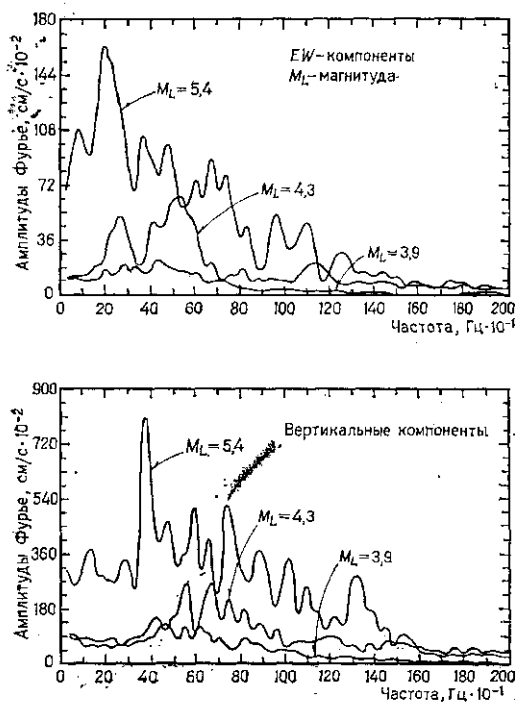 Амплитуды Фурье, см/с·10⁻²
180
144
108
72
36
0
EW-компоненты
M_L-магнитуда
M_L=5,4
M_L=4,3
M_L=3,9
0 20 40 60 80 100 120 140 160 180 200
Частота, Гц·10⁻¹
Амплитуды Фурье, см/с·10⁻²
900
720
540
360
180
0
Вертикальные компоненты
M_L=5,4
M_L=4,3
M_L=3,9
0 20 40 60 80 100 120 140 160 180 200
Частота, Гц·10⁻¹